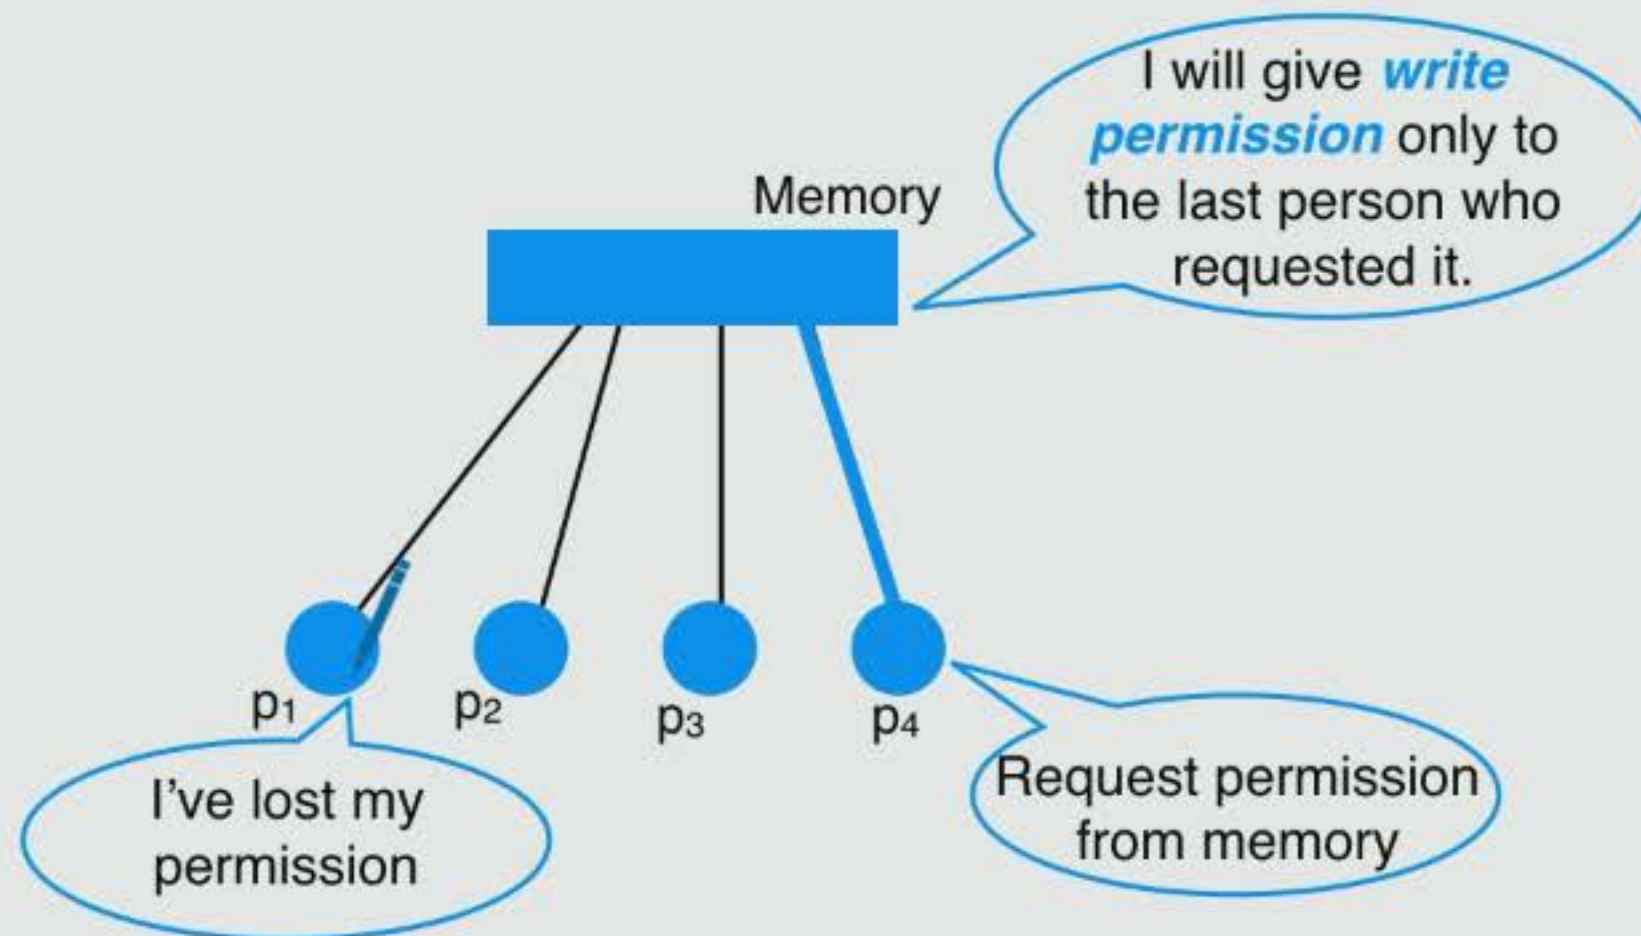 I will give write
permission only to
the last person who
requested it.
Memory
p1
p2
p3
p4
I've lost my
permission
Request permission
from memory